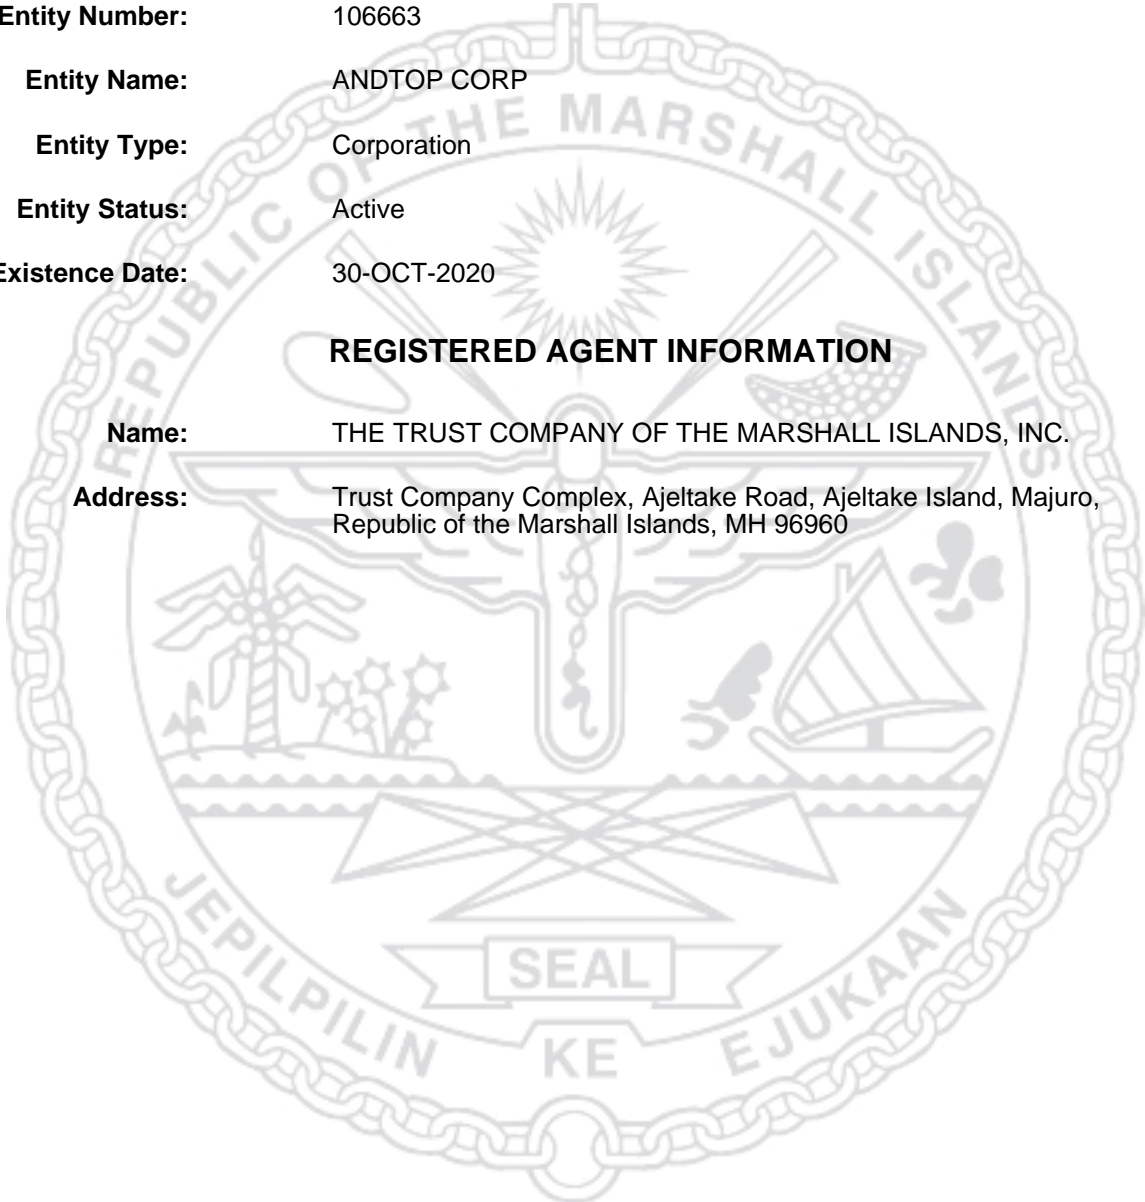 Entity Number: 106663
Entity Name: ANDTOP CORP
Entity Type: Corporation
Entity Status: Active
Existence Date: 30-OCT-2020
REGISTERED AGENT INFORMATION
Name: THE TRUST COMPANY OF THE MARSHALL ISLANDS, INC.
Address: Trust Company Complex, Ajeltake Road, Ajeltake Island, Majuro,
Republic of the Marshall Islands, MH 96960
REPUBLIC OF THE MARSHALL ISLANDS
SEAL
JEPILPILIN KE EJUKAAN